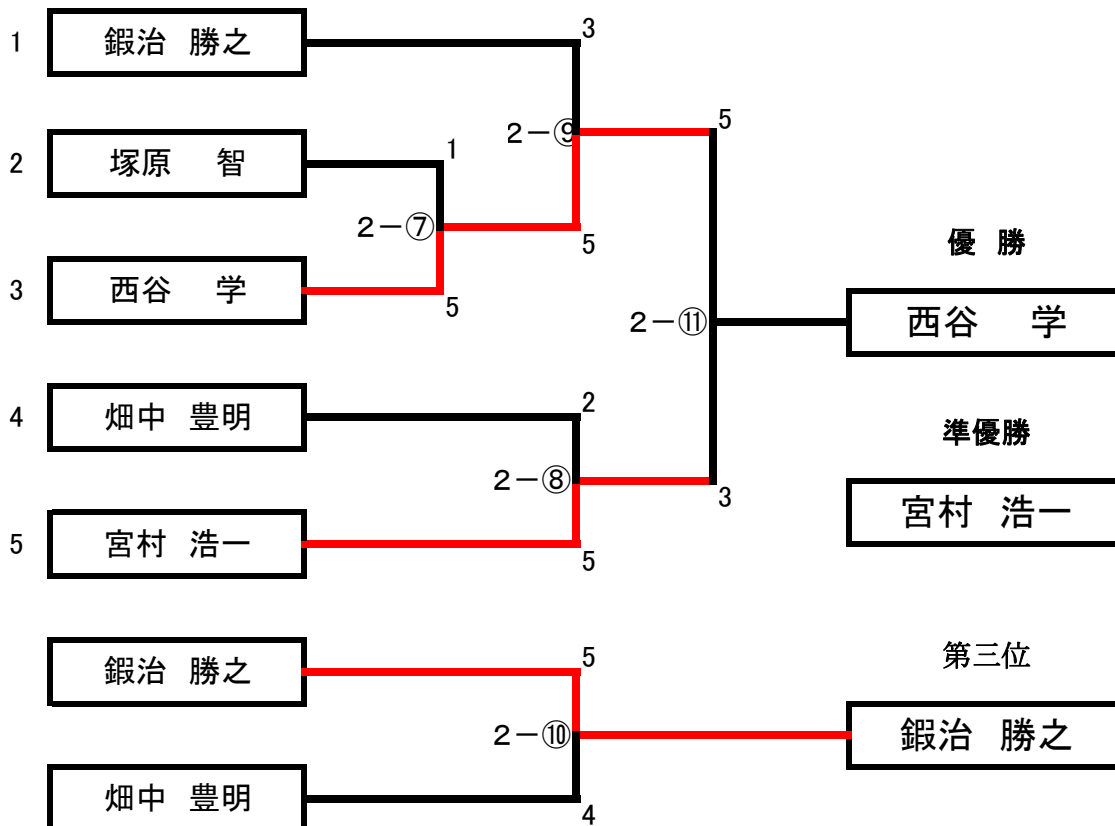 1 鍜治 勝之 3
2 塚原 智 1
2-⑨ 5
2-⑦ 5
優 勝
3 西谷 学 5
2-⑪ 西谷 学
4 畑中 豊明 2
準優勝
2-⑧ 3
宮村 浩一
5 宮村 浩一 5
鍜治 勝之 5
第三位
2-⑩ 鍜治 勝之
畑中 豊明 4